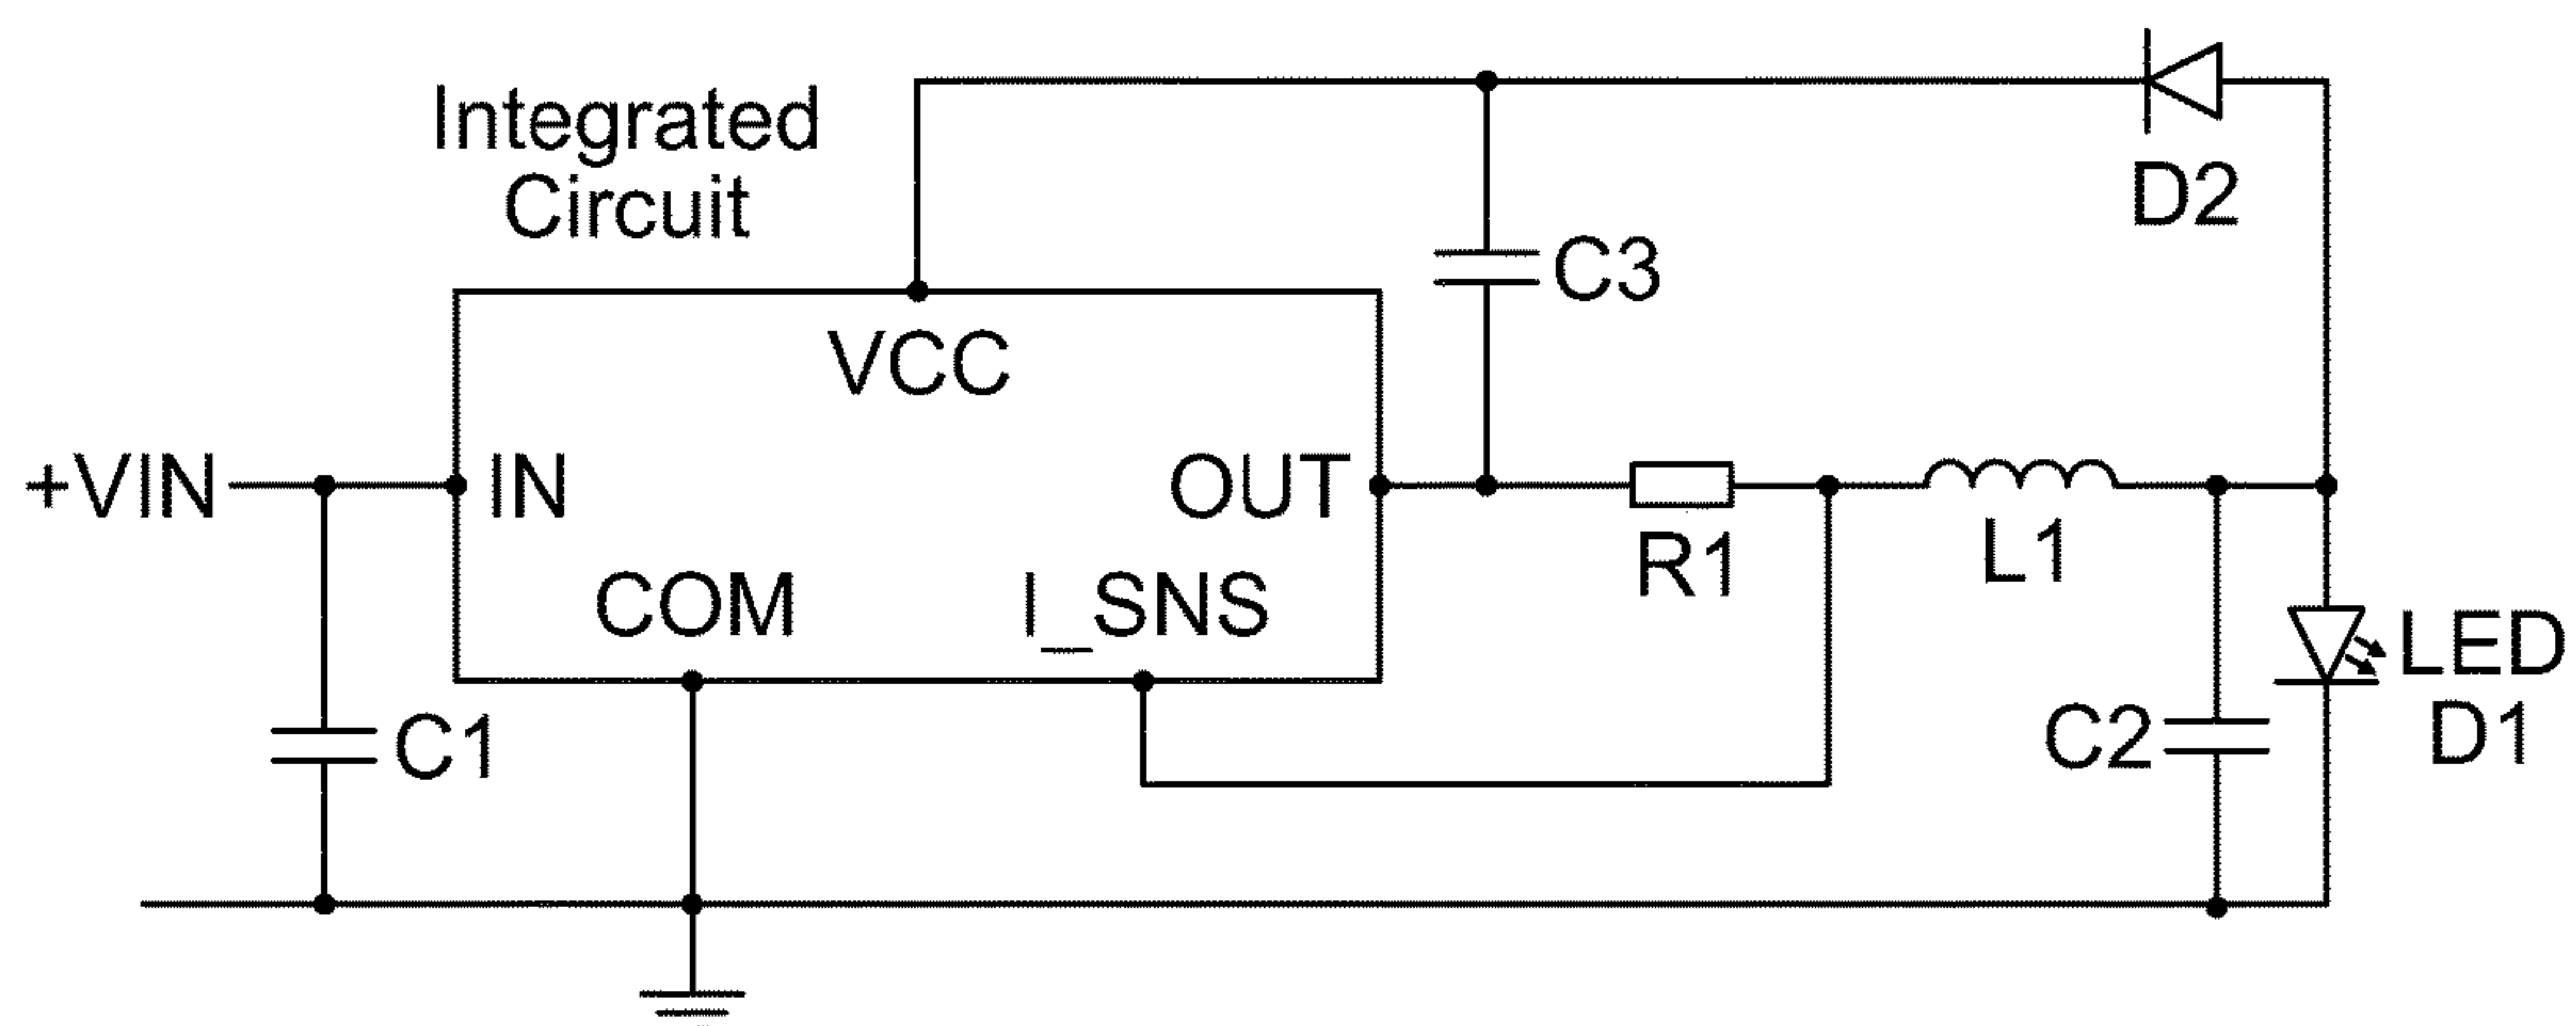 Integrated
Circuit
D2
C3
VCC
+VIN
IN
OUT
R1
L1
COM
I_SNS
LED
D1
C1
C2